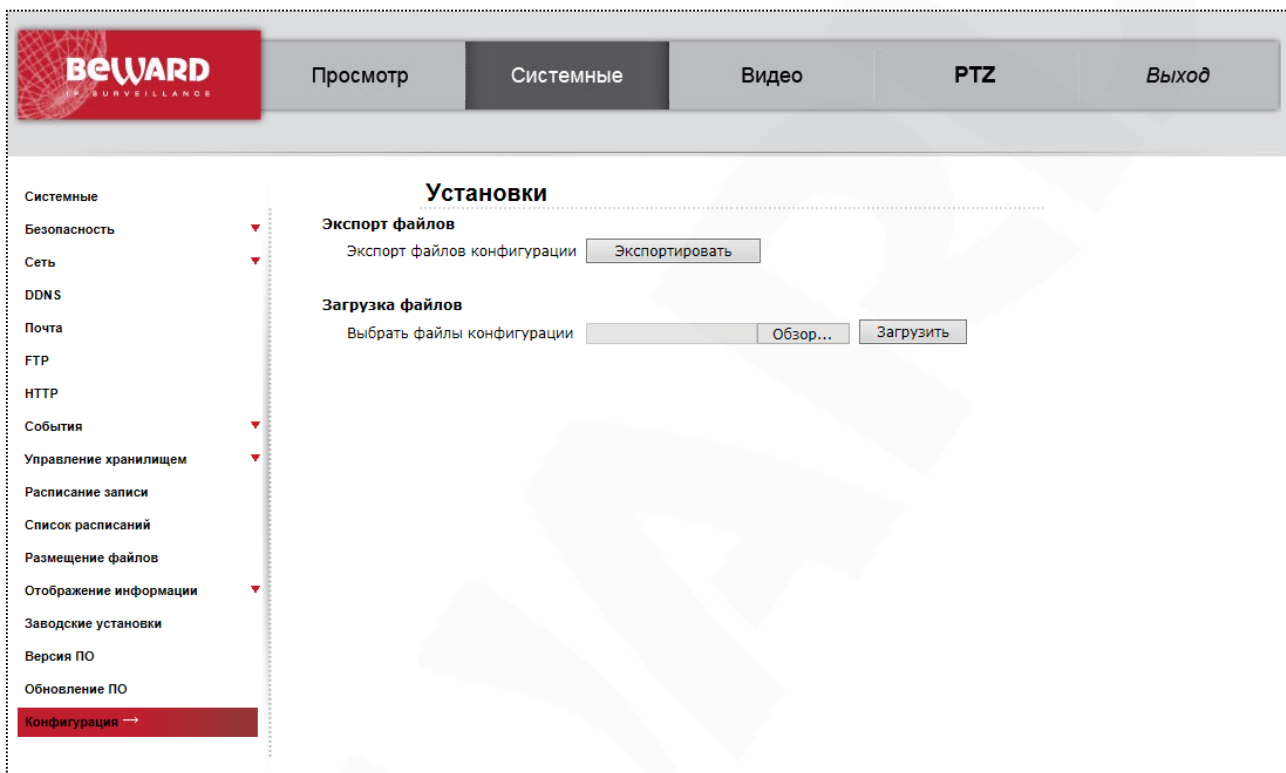 BEWARD
IP SURVEILLANCE
Просмотр
Системные
Видео
PTZ
Выход
Системные
Безопасность
Сеть
DDNS
Почта
FTP
HTTP
События
Управление хранилищем
Расписание записи
Список расписаний
Размещение файлов
Отображение информации
Заводские установки
Версия ПО
Обновление ПО
Конфигурация →
Установки
Экспорт файлов
Экспорт файлов конфигурации Экспортировать
Загрузка файлов
Выбрать файлы конфигурации Обзор... Загрузить